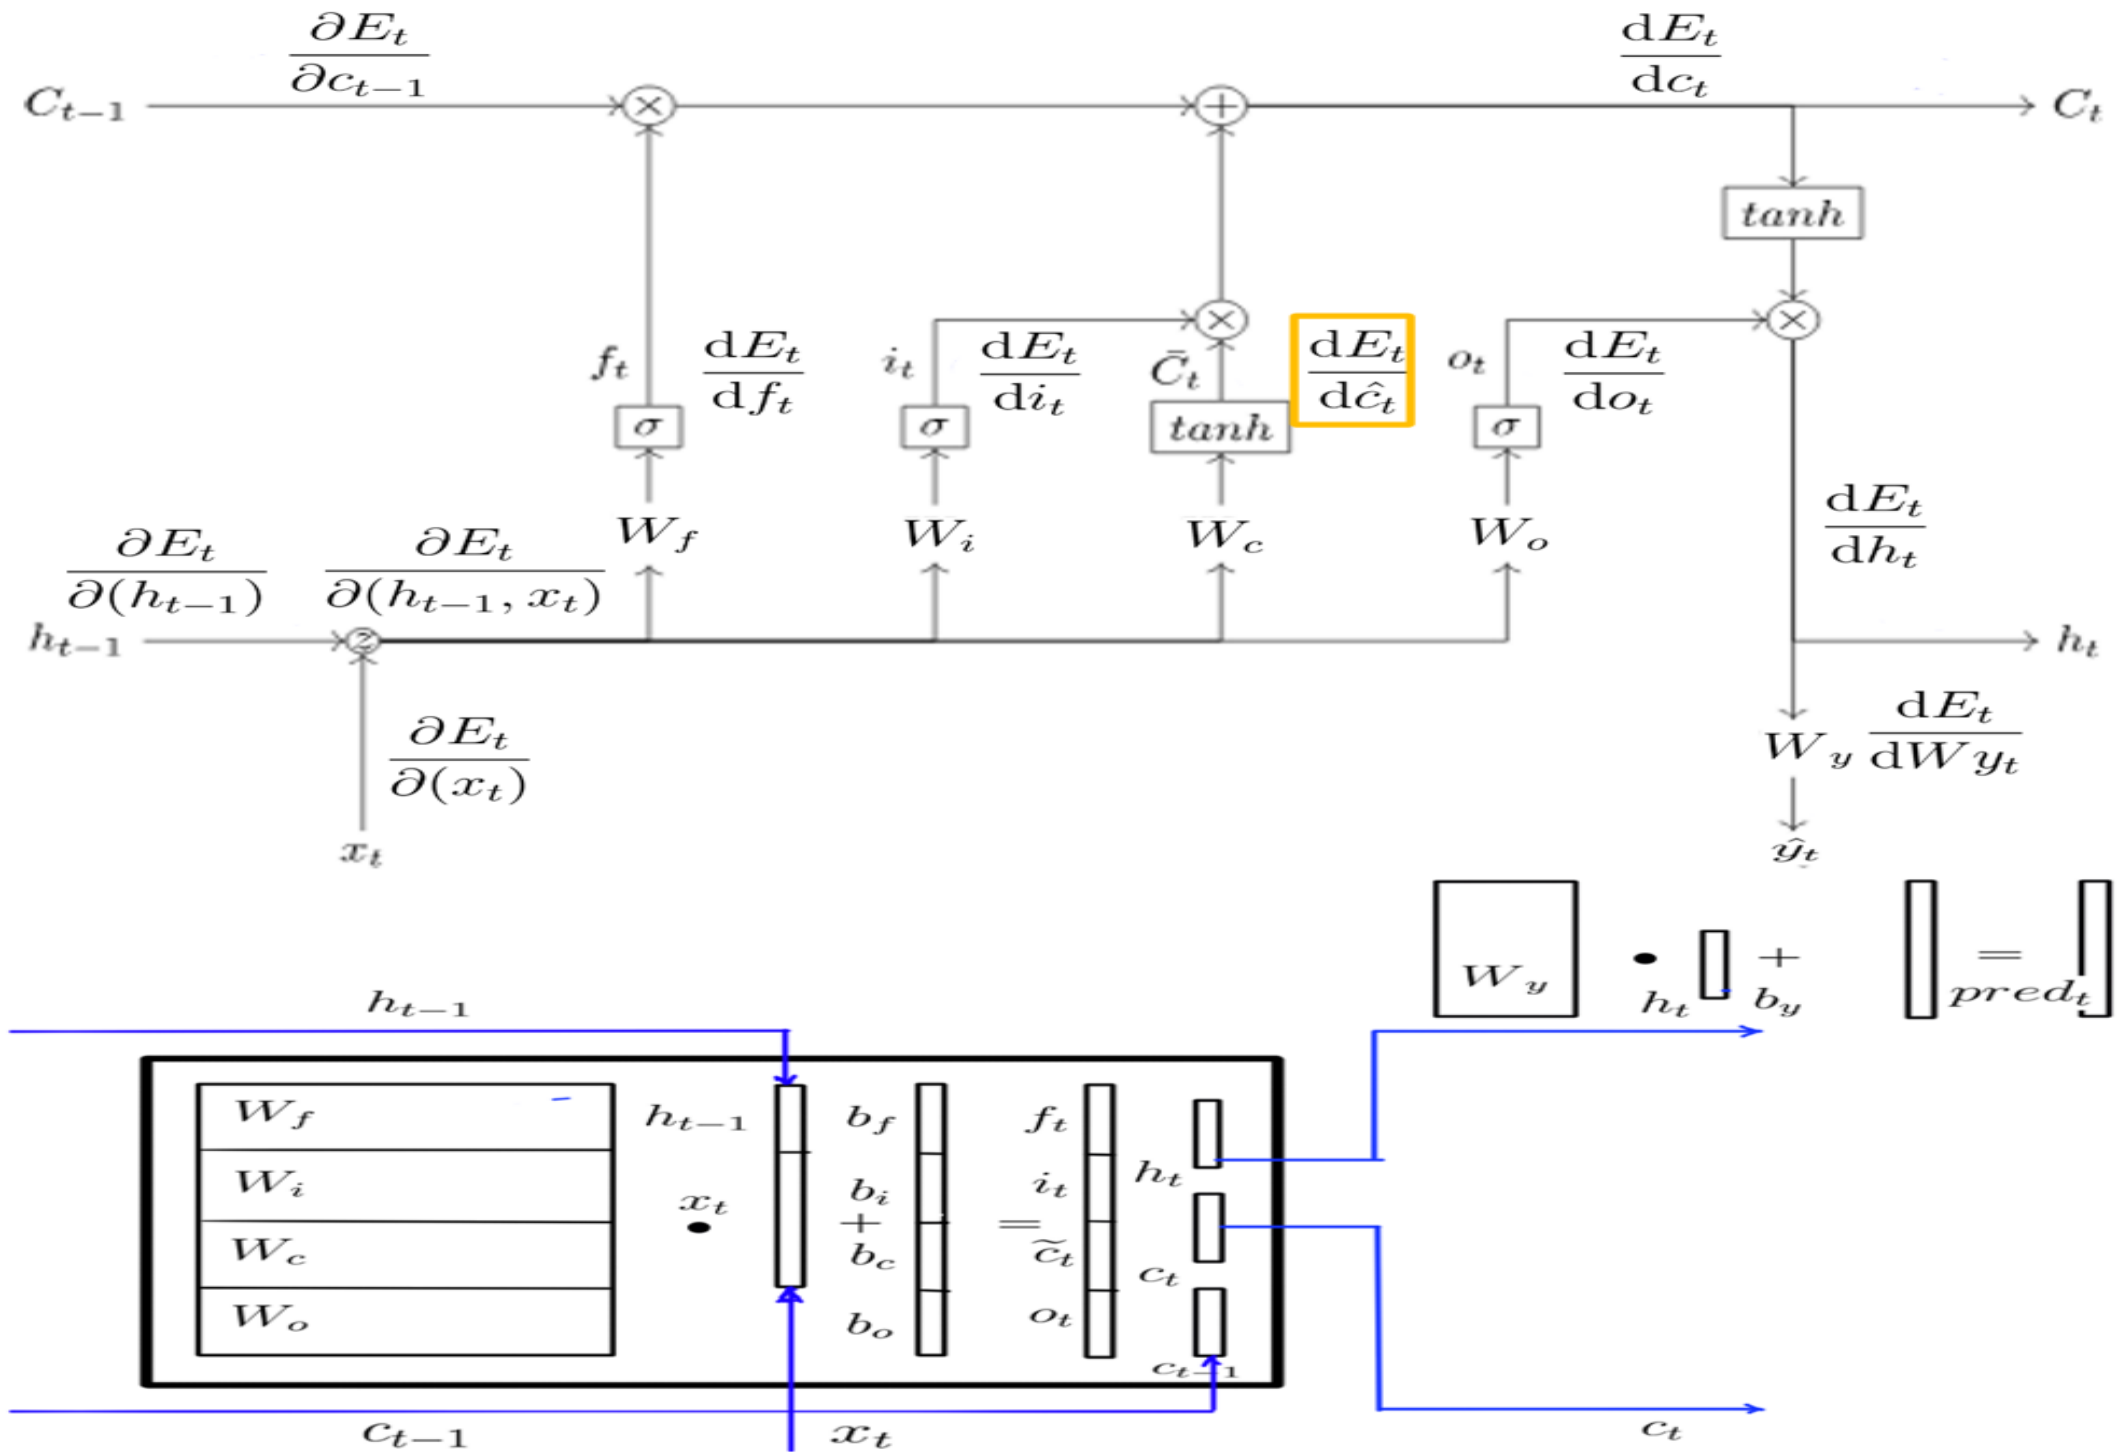 ∂E_t/∂c_{t−1}
dE_t/dc_t
C_{t−1} × + C_t
tanh
×
×
f_t dE_t/df_t i_t dE_t/di_t C̄_t dE_t/dĉ_t o_t dE_t/do_t
σ σ tanh σ
W_f W_i W_c W_o
∂E_t/∂(h_{t−1}) ∂E_t/∂(h_{t−1}, x_t) dE_t/dh_t
h_{t−1} z h_t
∂E_t/∂(x_t) W_y dE_t/dWy_t
x_t ŷ_t
W_y • h_t + b_y = pred_t
h_{t−1}
W_f h_{t−1} b_f f_t
W_i x_t b_i i_t h_t
• + =
W_c b_c c̃_t c_t
W_o b_o o_t
c_{t−1}
c_{t−1} x_t c_t